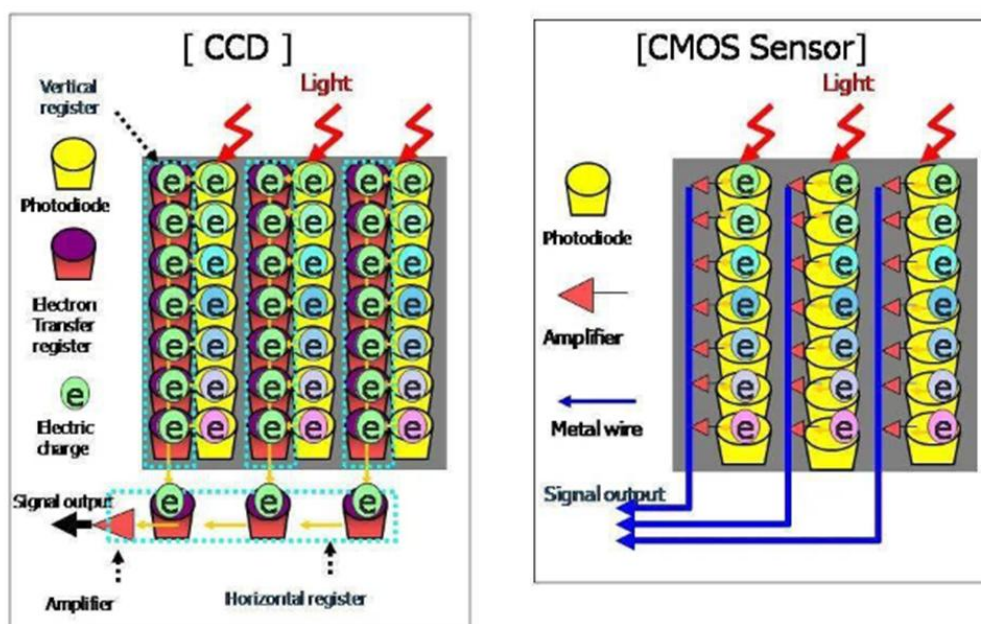 [ CCD ]
Vertical
register
Light
Photodiode
Electron
Transfer
register
e
Electric
charge
e e e e e e
e e e e e e
e e e e e e
e e e e e e
e e e e e e
e e e e e e
e e e e e e
Signal output
e e e
Amplifier
Horizontal register
[CMOS Sensor]
Light
Photodiode
Amplifier
Metal wire
Signal output
e e e
e e e
e e e
e e e
e e e
e e e
e e e